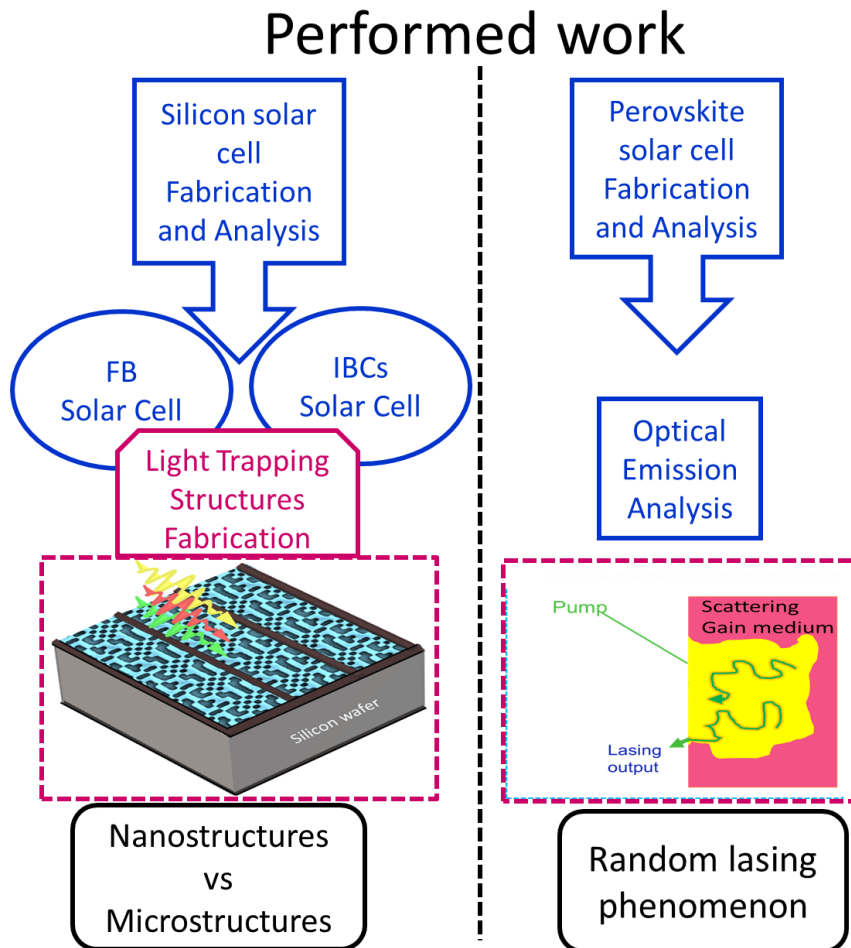 Performed work
Silicon solar
cell
Fabrication
and Analysis
FB
Solar Cell
IBCs
Solar Cell
Light Trapping
Structures
Fabrication
Silicon wafer
Nanostructures
vs
Microstructures
Perovskite
solar cell
Fabrication
and Analysis
Optical
Emission
Analysis
Pump
Scattering
Gain medium
Lasing
output
Random lasing
phenomenon